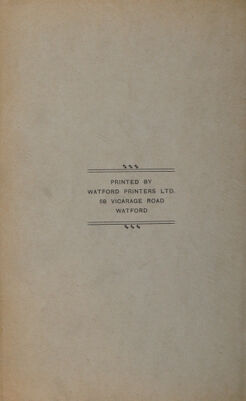 PRINTED BY
WATFORD PRINTERS LTD.
58 VICARAGE ROAD
WATFORD